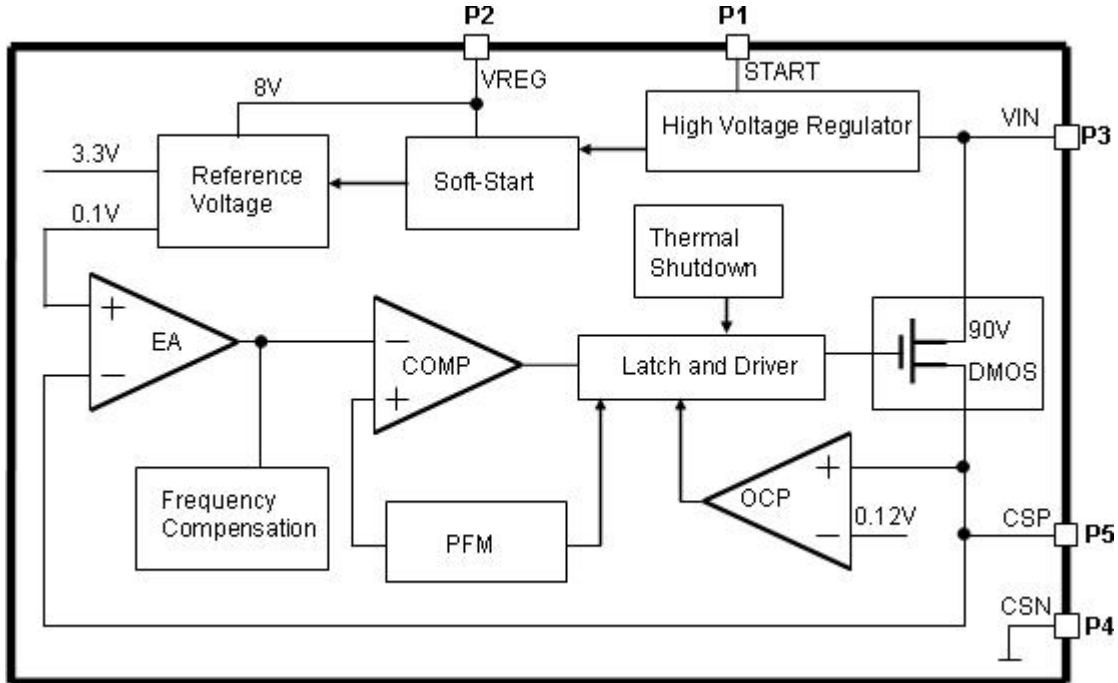 P2
P1
VREG
START
8V
High Voltage Regulator
VIN
P3
3.3V
Reference
Voltage
Soft-Start
0.1V
Thermal
Shutdown
+
EA
−
−
COMP
+
Latch and Driver
90V
DMOS
Frequency
Compensation
PFM
+
OCP
0.12V
−
CSP
P5
CSN
P4